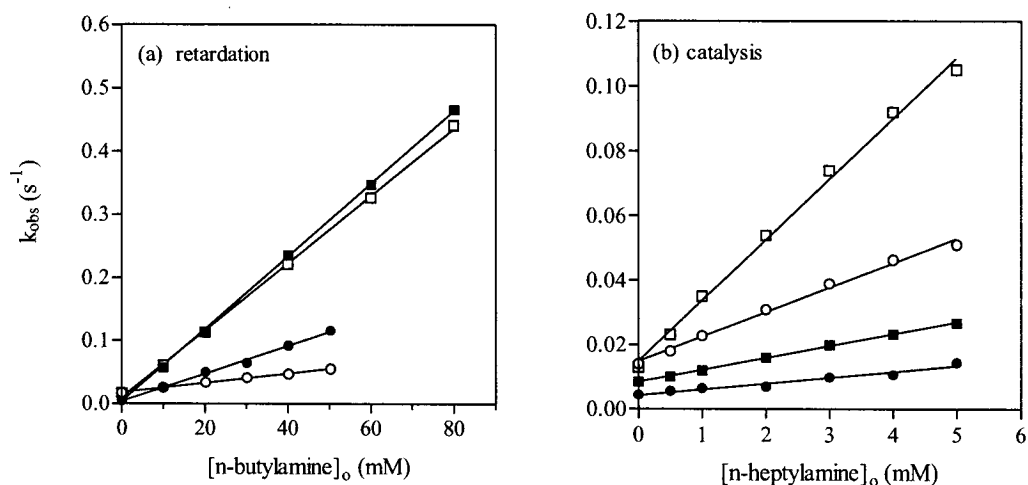 (a) retardation
k_obs (s⁻¹)
0.6
0.5
0.4
0.3
0.2
0.1
0.0
0 20 40 60 80
[n-butylamine]_o (mM)
(b) catalysis
0.12
0.10
0.08
0.06
0.04
0.02
0.00
0 1 2 3 4 5 6
[n-heptylamine]_o (mM)